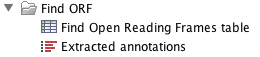 Find ORF
Find Open Reading Frames table
Extracted annotations